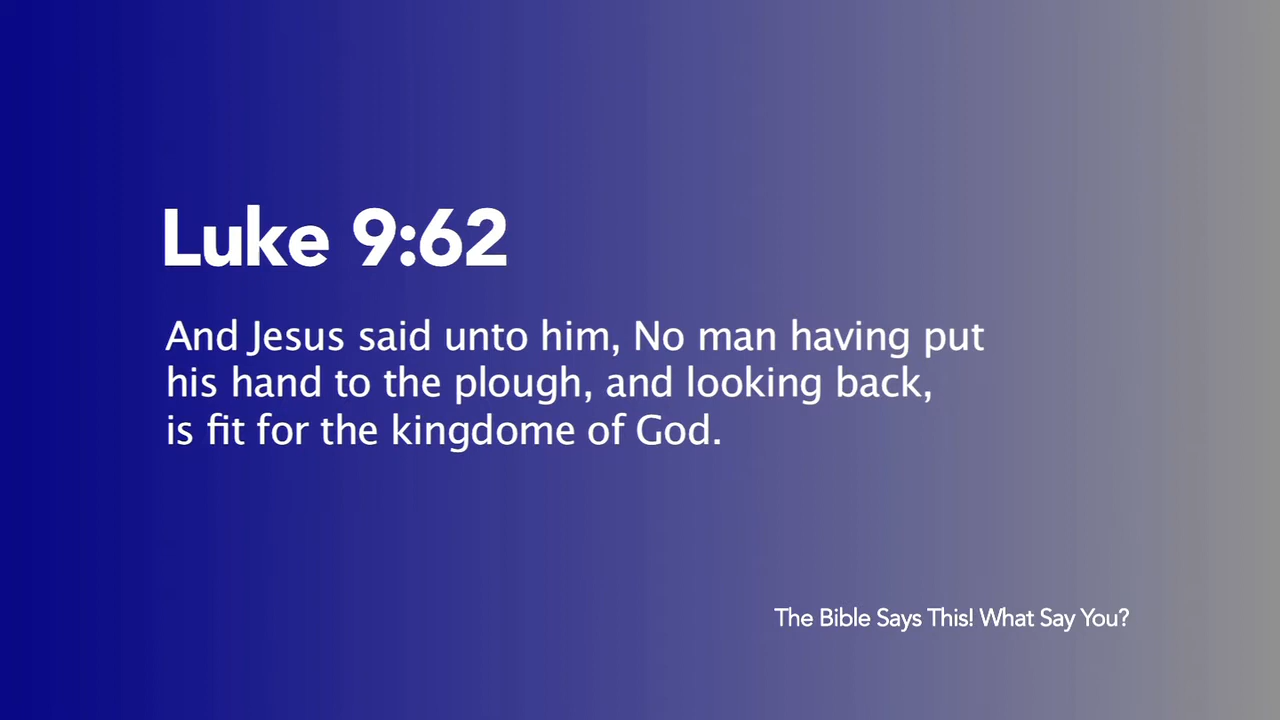 Luke 9:62
And Jesus said unto him, No man having put
his hand to the plough, and looking back,
is fit for the kingdome of God.
The Bible Says This! What Say You?